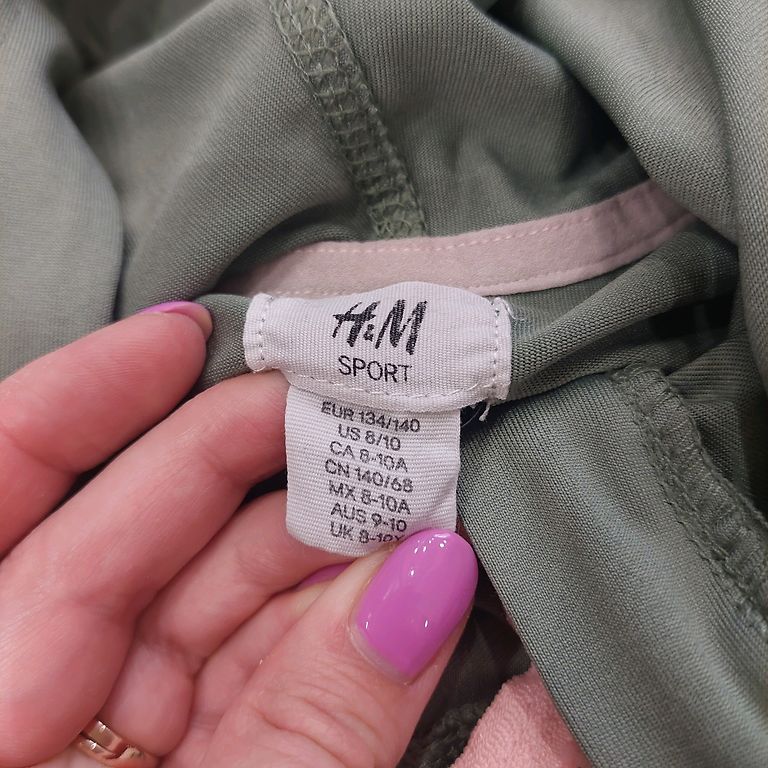 H&M
SPORT
EUR 134/140
US 8/10
CA 8-10A
CN 140/68
MX 8-10A
AUS 9-10
UK